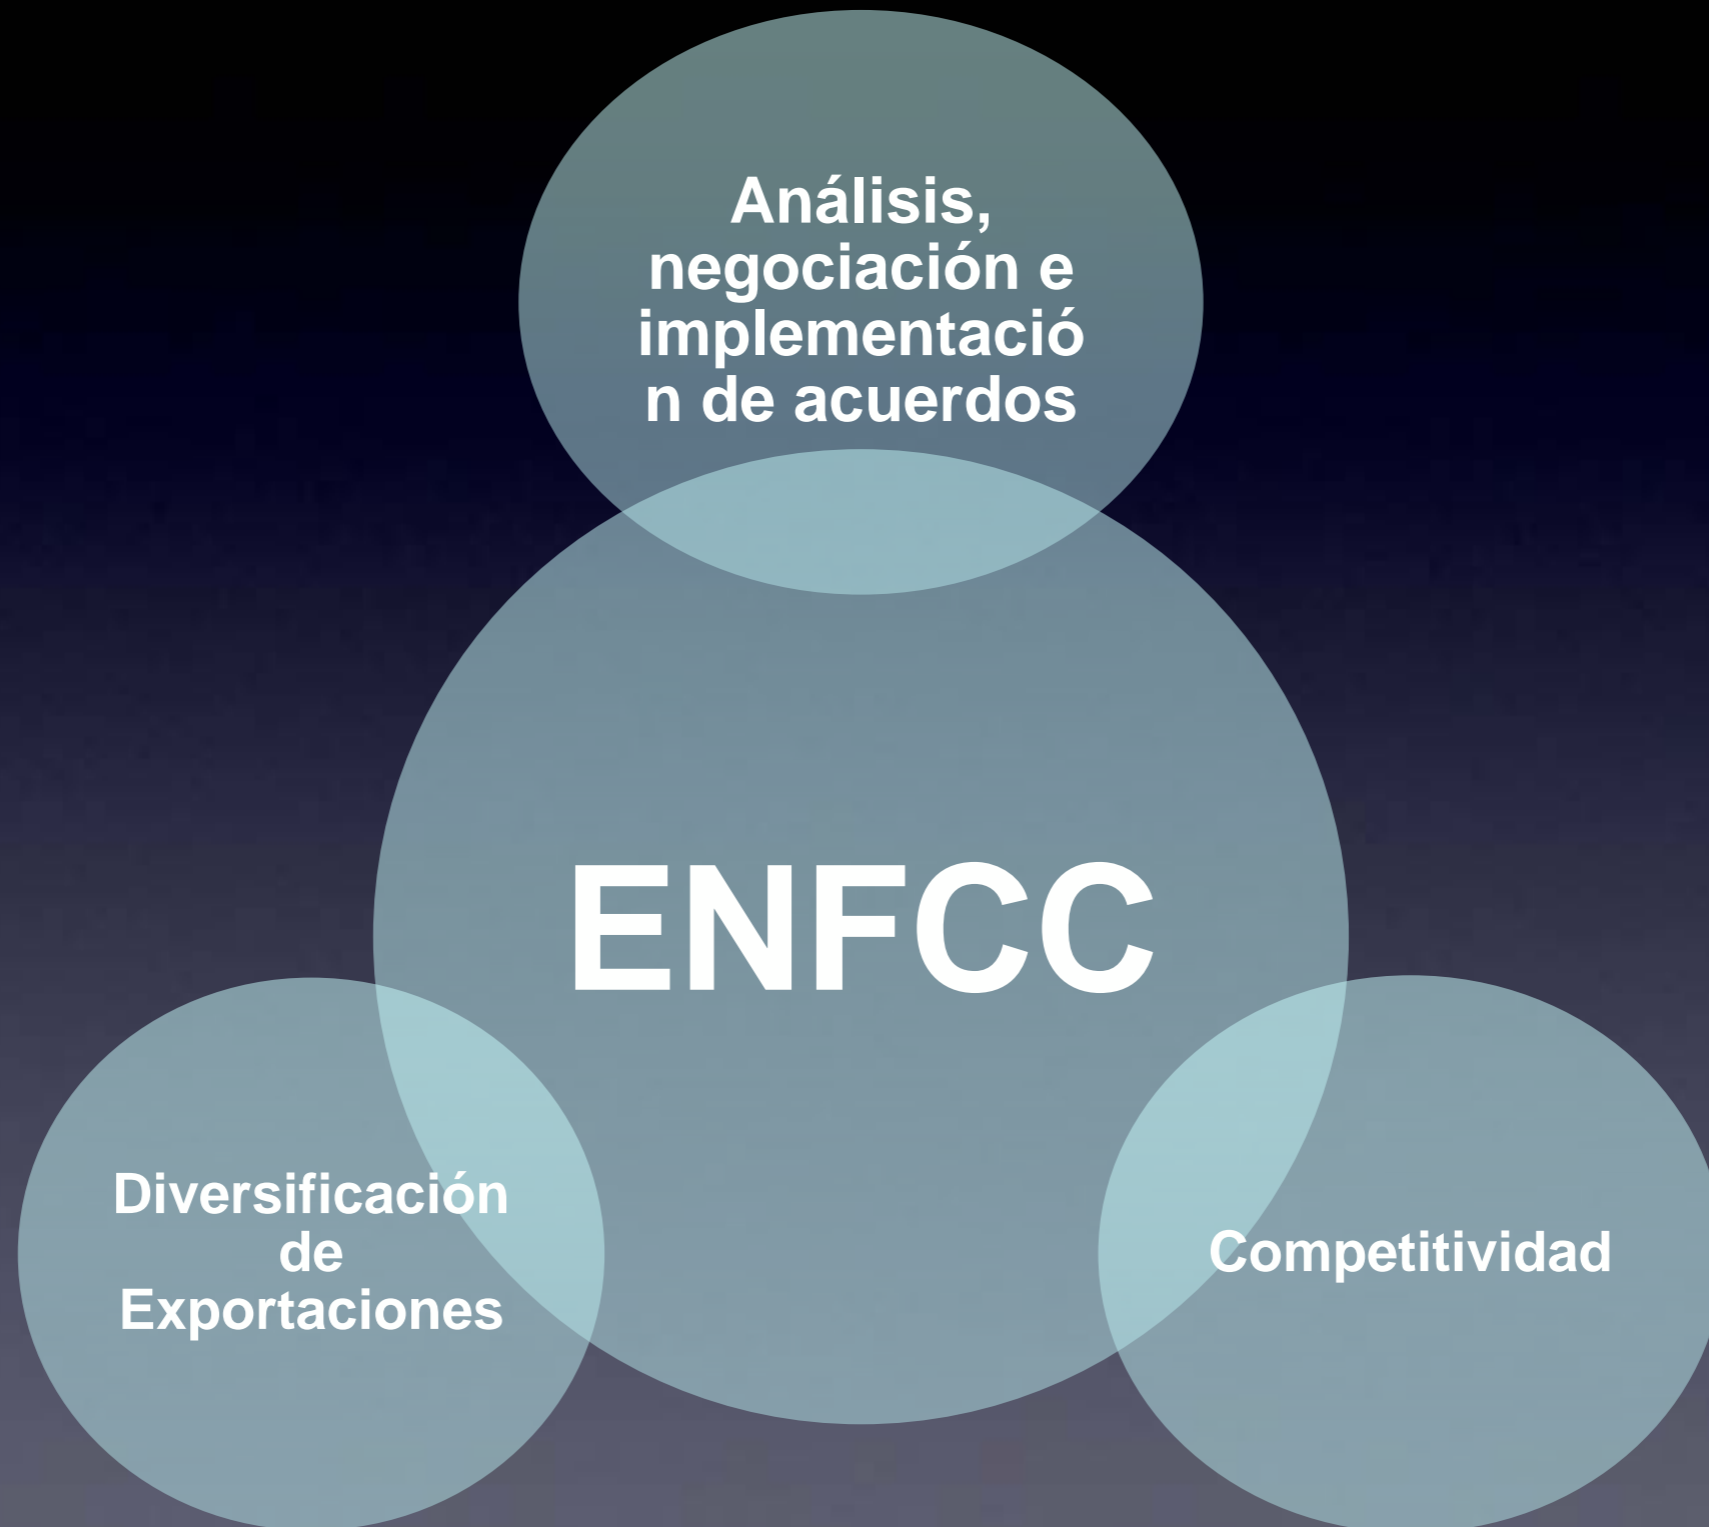 Análisis,
negociación e
implementació
n de acuerdos
ENFCC
Diversificación
de
Exportaciones
Competitividad